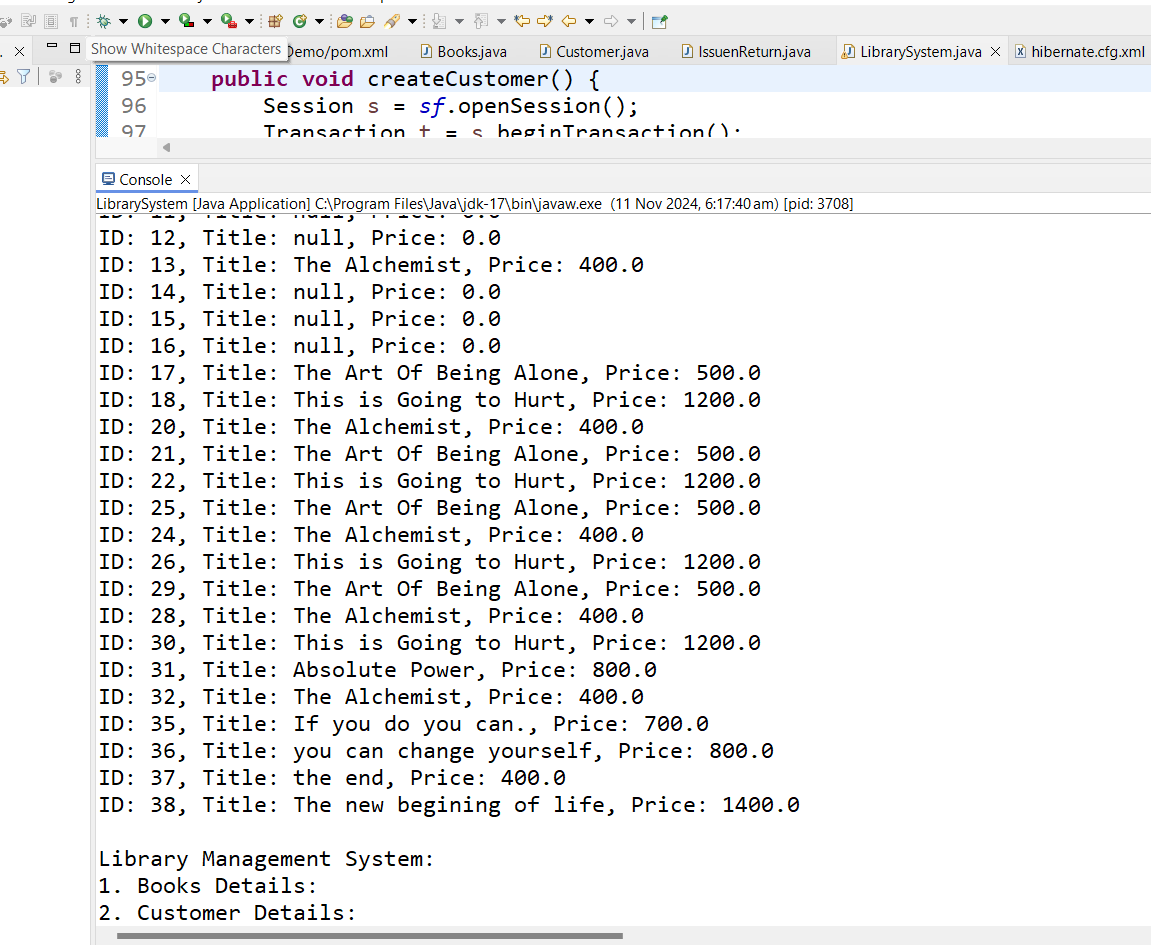 Show Whitespace Characters
Demo/pom.xml
Books.java
Customer.java
IssuenReturn.java
LibrarySystem.java
hibernate.cfg.xml
95 public void createCustomer() {
96 Session s = sf.openSession();
97 Transaction t = s.beginTransaction();
Console
LibrarySystem [Java Application] C:\Program Files\Java\jdk-17\bin\javaw.exe (11 Nov 2024, 6:17:40 am) [pid: 3708]
ID: 11, Title: null, Price: 0.0
ID: 12, Title: null, Price: 0.0
ID: 13, Title: The Alchemist, Price: 400.0
ID: 14, Title: null, Price: 0.0
ID: 15, Title: null, Price: 0.0
ID: 16, Title: null, Price: 0.0
ID: 17, Title: The Art Of Being Alone, Price: 500.0
ID: 18, Title: This is Going to Hurt, Price: 1200.0
ID: 20, Title: The Alchemist, Price: 400.0
ID: 21, Title: The Art Of Being Alone, Price: 500.0
ID: 22, Title: This is Going to Hurt, Price: 1200.0
ID: 25, Title: The Art Of Being Alone, Price: 500.0
ID: 24, Title: The Alchemist, Price: 400.0
ID: 26, Title: This is Going to Hurt, Price: 1200.0
ID: 29, Title: The Art Of Being Alone, Price: 500.0
ID: 28, Title: The Alchemist, Price: 400.0
ID: 30, Title: This is Going to Hurt, Price: 1200.0
ID: 31, Title: Absolute Power, Price: 800.0
ID: 32, Title: The Alchemist, Price: 400.0
ID: 35, Title: If you do you can., Price: 700.0
ID: 36, Title: you can change yourself, Price: 800.0
ID: 37, Title: the end, Price: 400.0
ID: 38, Title: The new begining of life, Price: 1400.0
Library Management System:
1. Books Details:
2. Customer Details: